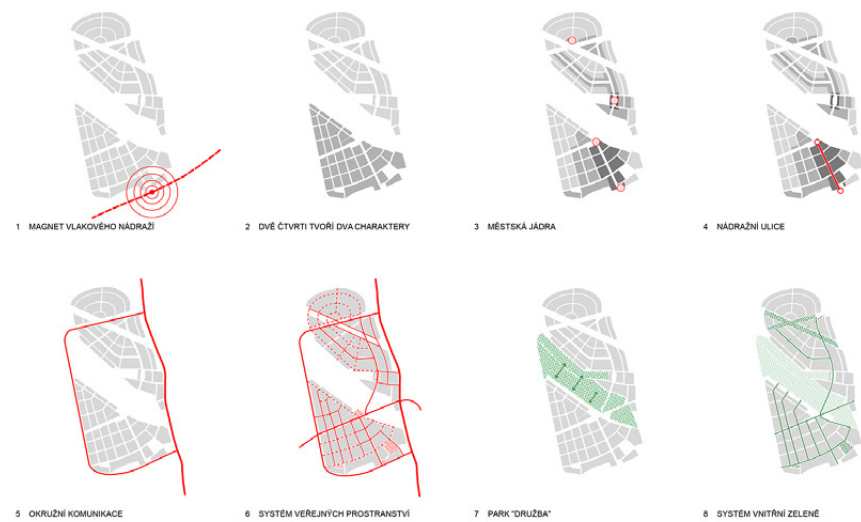 1 MAGNET VLAKOVÉHO NÁDRAŽÍ
2 DVĚ ČTVRTI TVOŘÍ DVA CHARAKTERY
3 MĚSTSKÁ JÁDRA
4 NÁDRAŽNÍ ULICE
5 OKRUŽNÍ KOMUNIKACE
6 SYSTÉM VEŘEJNÝCH PROSTRANSTVÍ
7 PARK "DRUŽBA"
8 SYSTÉM VNITŘNÍ ZELENĚ